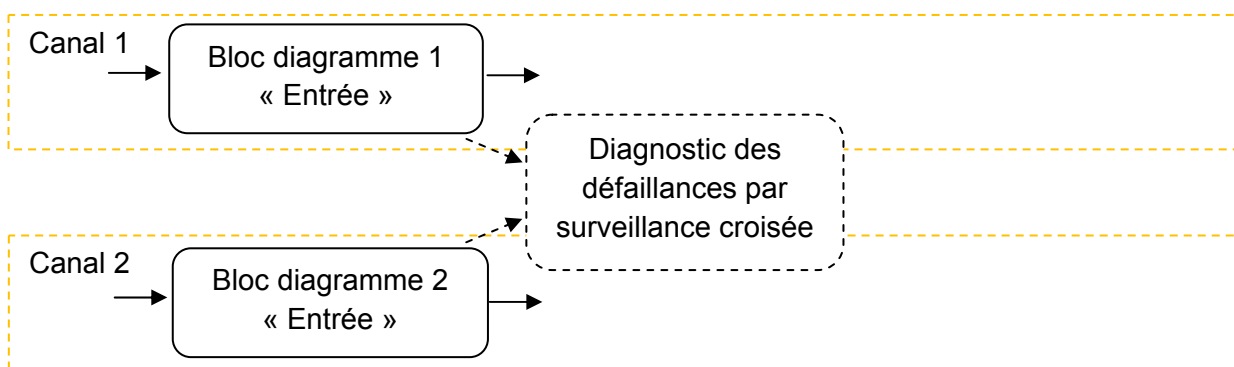 Canal 1
Bloc diagramme 1
« Entrée »
Diagnostic des
défaillances par
surveillance croisée
Canal 2
Bloc diagramme 2
« Entrée »